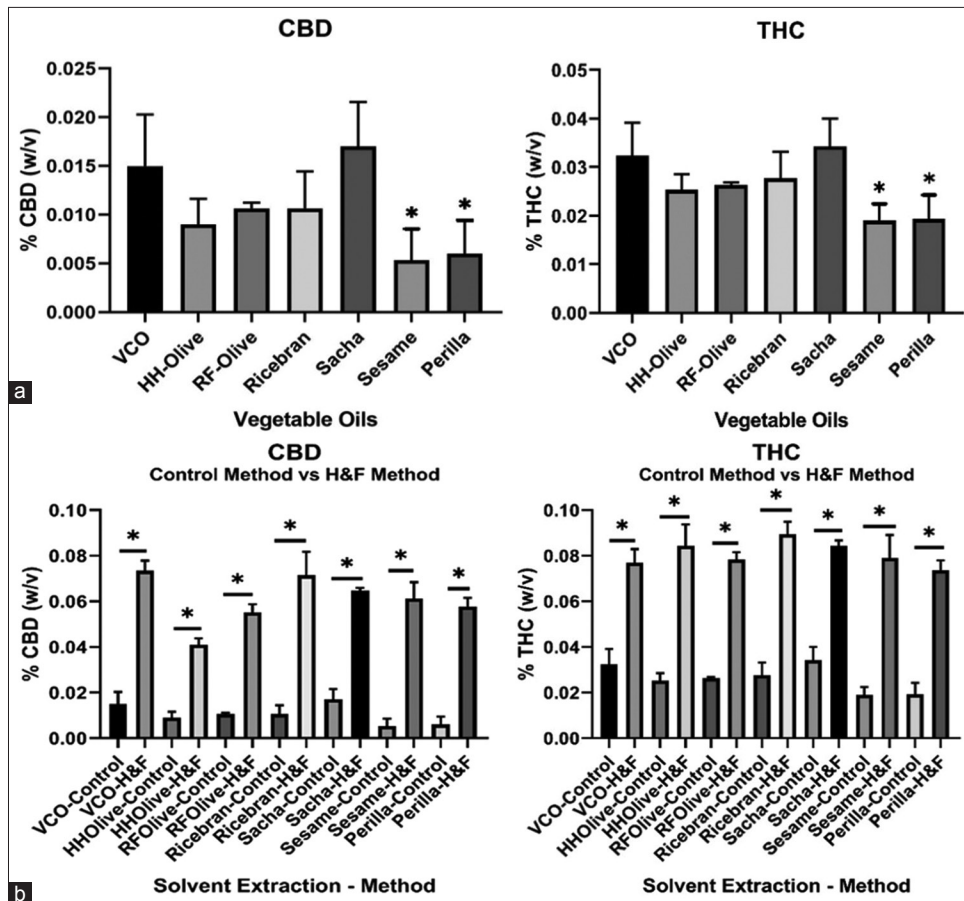 CBD
% CBD (w/v)
0.025
0.020
0.015
0.010
0.005
0.000
*
*
VCO
HH-Olive
RF-Olive
Ricebran
Sacha
Sesame
Perilla
Vegetable Oils
THC
% THC (w/v)
0.05
0.04
0.03
0.02
0.01
0.00
*
*
VCO
HH-Olive
RF-Olive
Ricebran
Sacha
Sesame
Perilla
Vegetable Oils
a
CBD
Control Method vs H&F Method
% CBD (w/v)
0.10
0.08
0.06
0.04
0.02
0.00
*
*
*
*
*
*
*
VCO-Control
VCO-H&F
HHOlive-Control
HHOlive-H&F
RFOlive-Control
RFOlive-H&F
Ricebran-Control
Ricebran-H&F
Sacha-Control
Sacha-H&F
Sesame-Control
Sesame-H&F
Perilla-Control
Perilla-H&F
Solvent Extraction - Method
THC
Control Method vs H&F Method
% THC (w/v)
0.10
0.08
0.06
0.04
0.02
0.00
*
*
*
*
*
*
*
VCO-Control
VCO-H&F
HHOlive-Control
HHOlive-H&F
RFOlive-Control
RFOlive-H&F
Ricebran-Control
Ricebran-H&F
Sacha-Control
Sacha-H&F
Sesame-Control
Sesame-H&F
Perilla-Control
Perilla-H&F
Solvent Extraction - Method
b